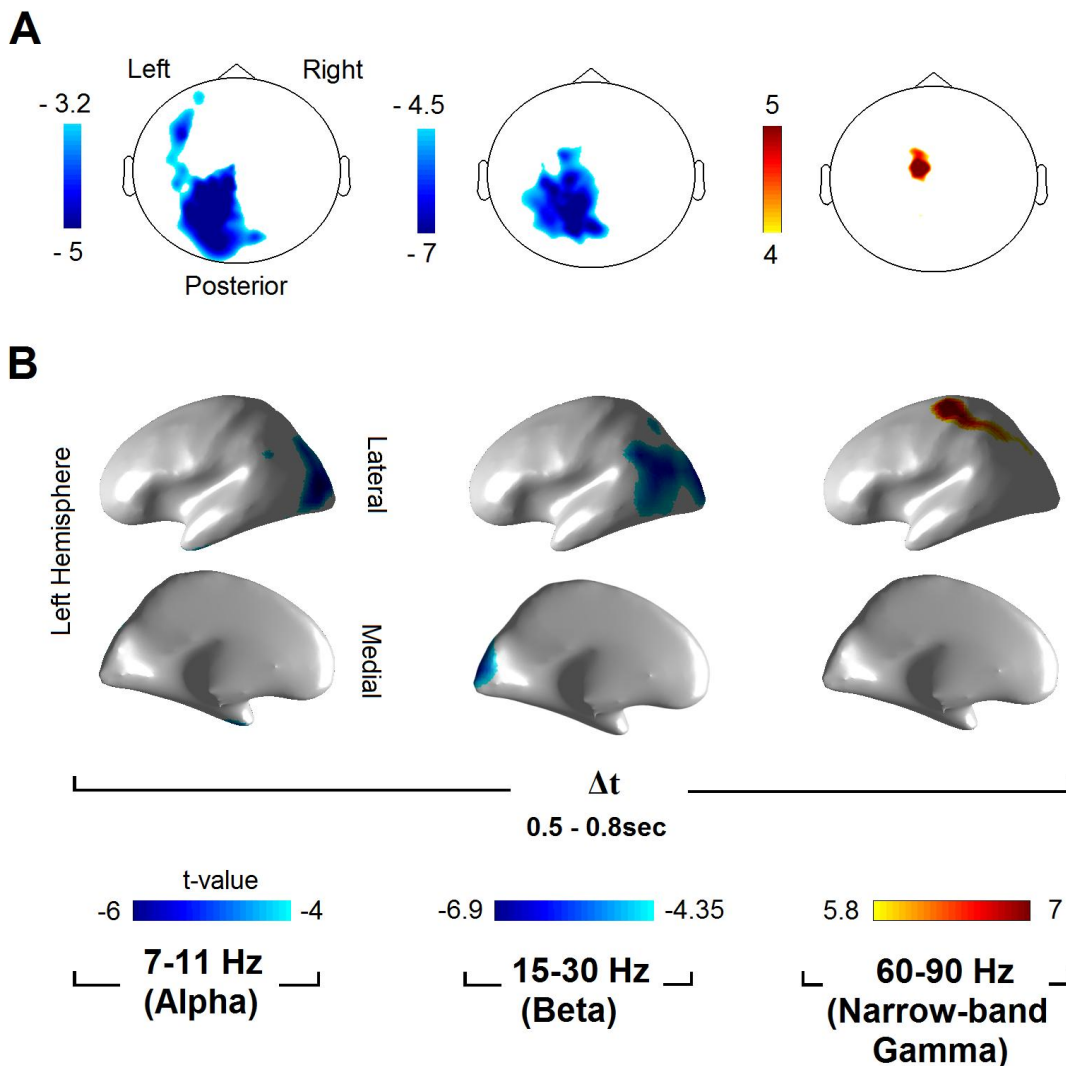 A
Left Right
- 3.2 - 4.5 5
- 5 - 7 4
Posterior
B
Left Hemisphere
Lateral
Medial
Δt
0.5 - 0.8sec
t-value
-6 -4 -6.9 -4.35 5.8 7
7-11 Hz 15-30 Hz 60-90 Hz
(Alpha) (Beta) (Narrow-band
Gamma)